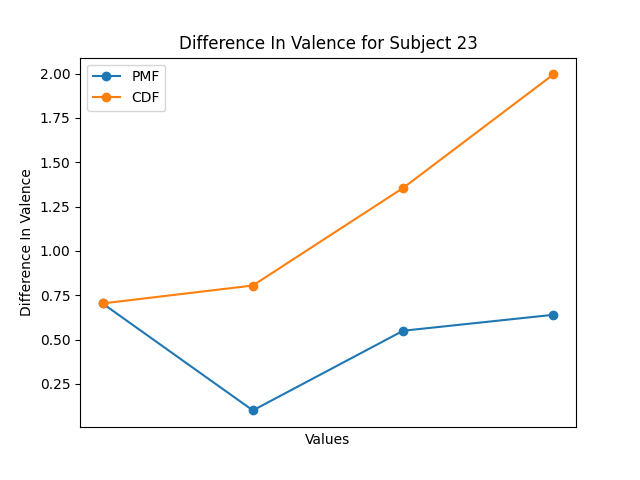 Difference In Valence for Subject 23
PMF
CDF
2.00
1.75
1.50
1.25
1.00
0.75
0.50
0.25
Difference In Valence
Values